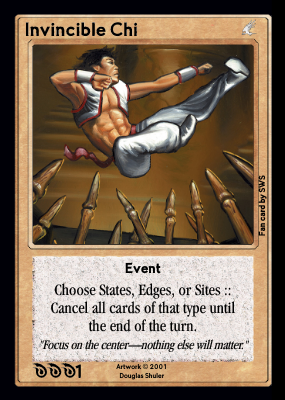 Invincible Chi
Fan card by SWS
Event
Choose States, Edges, or Sites ::
Cancel all cards of that type until
the end of the turn.
"Focus on the center—nothing else will matter."
1
Artwork © 2001
Douglas Shuler